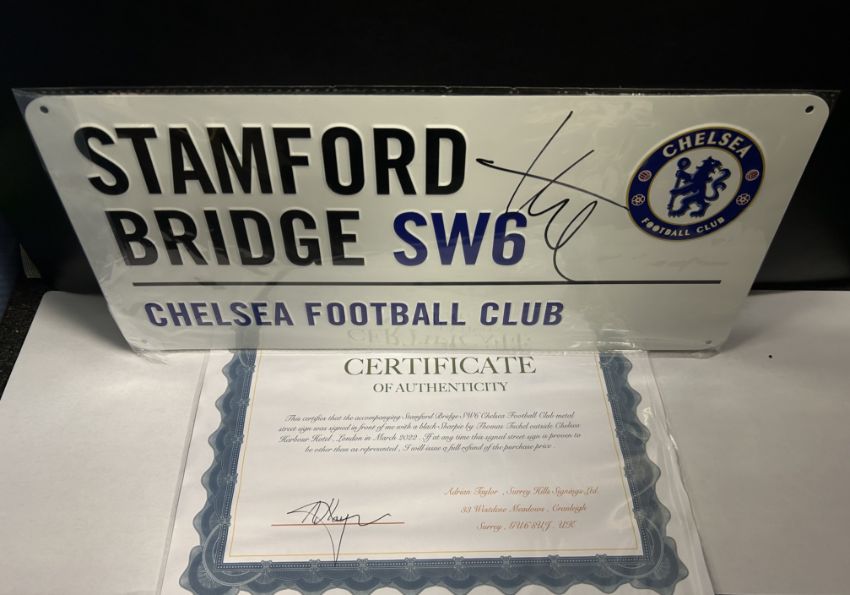 STAMFORD
BRIDGE SW6
CHELSEA FOOTBALL CLUB
CHELSEA
FOOTBALL CLUB
CERTIFICATE
OF AUTHENTICITY
This certifies that the accompanying Stamford Bridge SW6 Chelsea Football Club metal
street sign was signed in front of me with a black Sharpie by Thomas Tuchel outside Chelsea
Harbour Hotel, London in March 2022. If at any time this signed street sign is proven to
be other then as represented, I will issue a full refund of the purchase price.
Adrian Taylor, Surrey Hills Signings Ltd.
33 Wyphurst Meadows, Cranleigh
Surrey, GU6 8UJ. UK